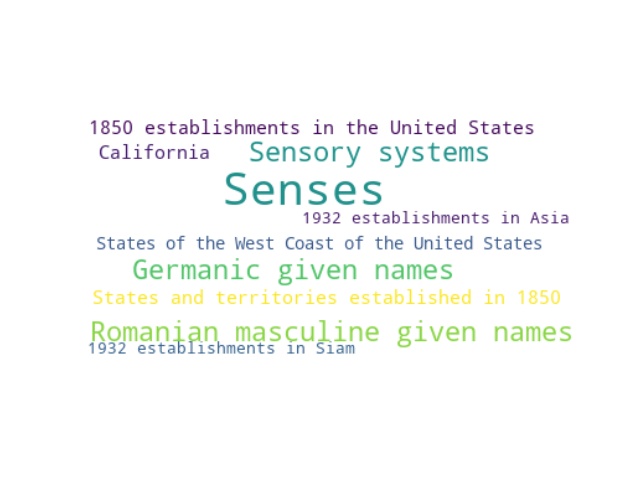 1850 establishments in the United States
California
Sensory systems
Senses
1932 establishments in Asia
States of the West Coast of the United States
Germanic given names
States and territories established in 1850
Romanian masculine given names
1932 establishments in Siam